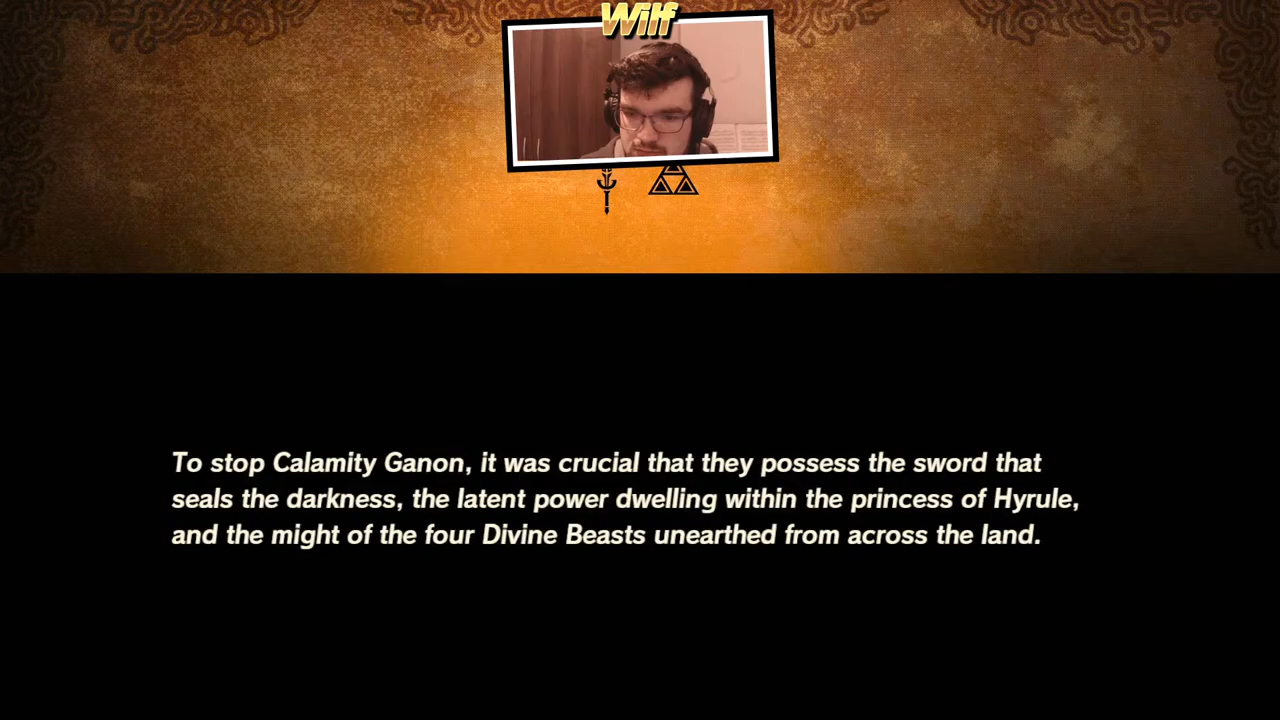 Wilf
To stop Calamity Ganon, it was crucial that they possess the sword that
seals the darkness, the latent power dwelling within the princess of Hyrule,
and the might of the four Divine Beasts unearthed from across the land.